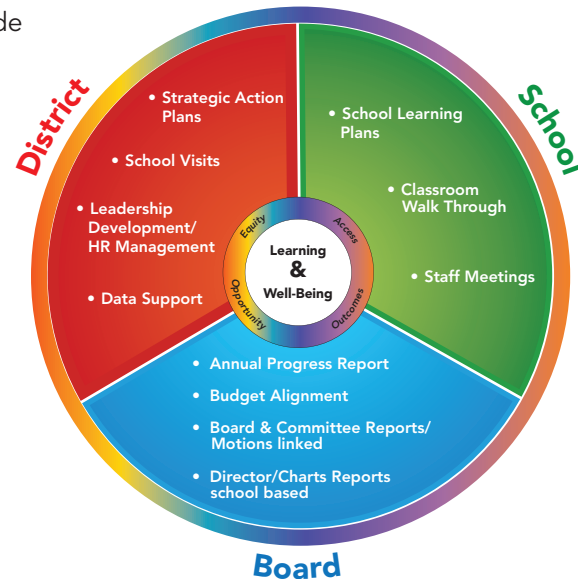 de
District
• Strategic Action
Plans
• School Visits
• Leadership
Development/
HR Management
• Data Support
School
• School Learning
Plans
• Classroom
Walk Through
• Staff Meetings
Equity
Access
Opportunity
Outcomes
Learning
&
Well-Being
• Annual Progress Report
• Budget Alignment
• Board & Committee Reports/
Motions linked
• Director/Charts Reports
school based
Board